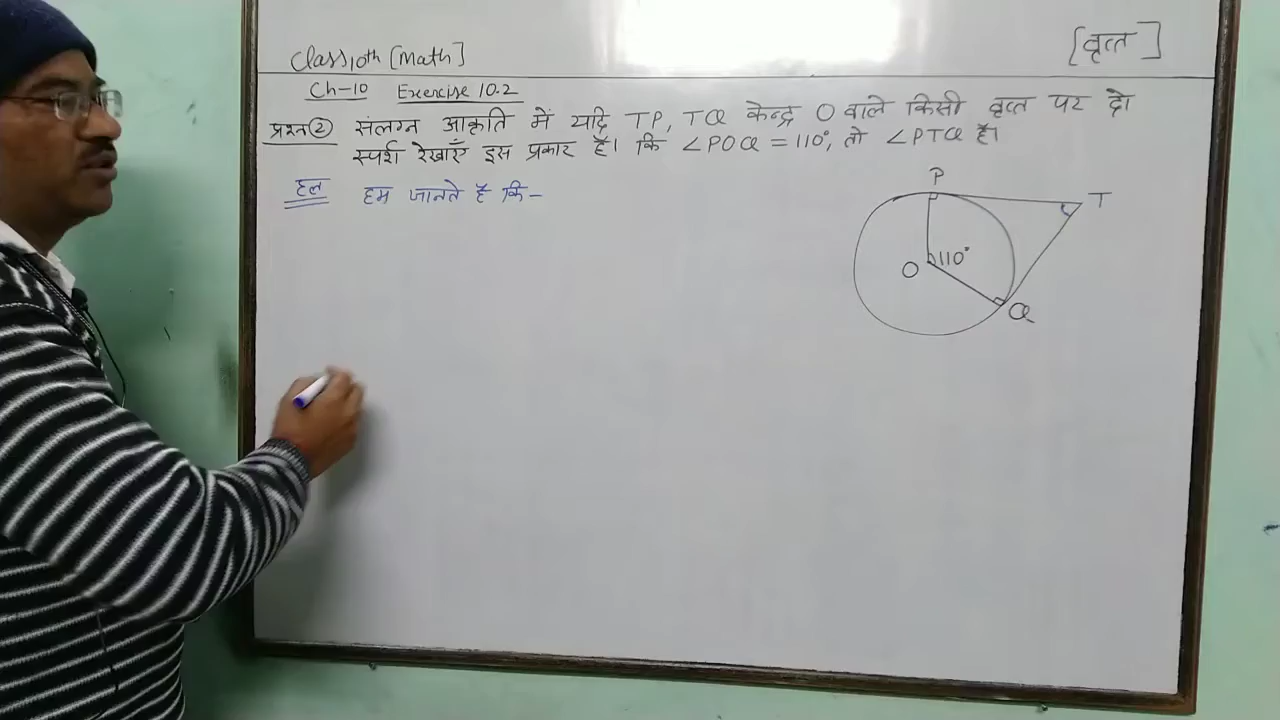 Class 10th [Math]
[वृत्त]
Ch-10 Exercise 10.2
प्रश्न② संलग्न आकृति में यदि TP, TQ केन्द्र O वाले किसी वृत्त पर दो
स्पर्श रेखाएँ इस प्रकार हैं। कि ∠POQ = 110°, तो ∠PTQ है।
हल हम जानते है कि-
P
T
O 110°
Q